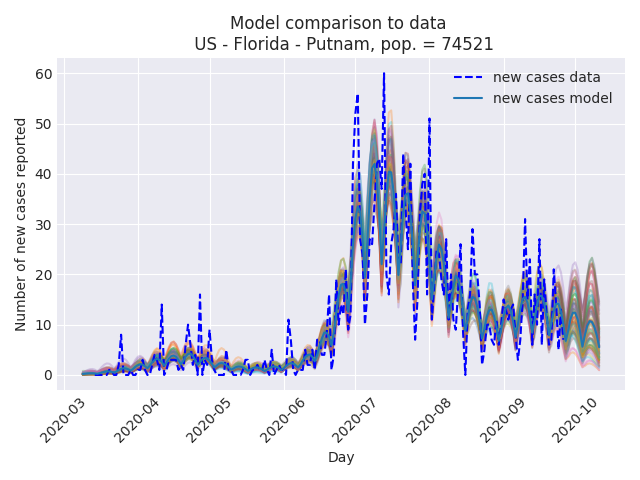 Model comparison to data
US - Florida - Putnam, pop. = 74521
new cases data
new cases model
Number of new cases reported
60
50
40
30
20
10
0
2020-03
2020-04
2020-05
2020-06
2020-07
2020-08
2020-09
2020-10
Day